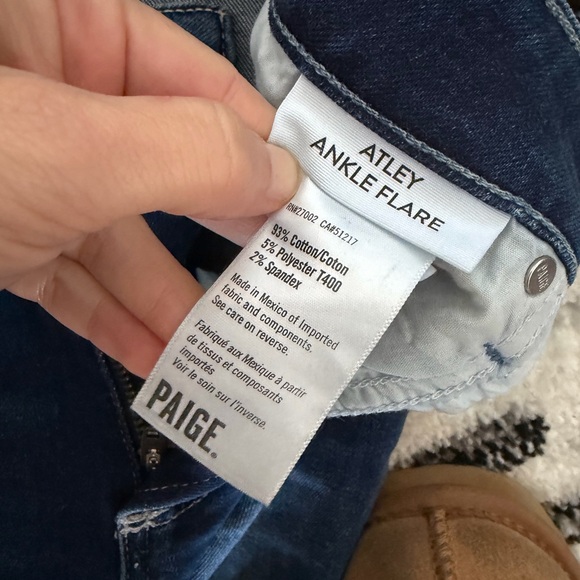 ATLEY
ANKLE FLARE
RN#27002 CA#51217
93% Cotton/Coton
5% Polyester T400
2% Spandex
Made in Mexico of Imported
fabric and components.
See care on reverse.
Fabriqué aux Mexique à partir
de tissus et composants
importés
Voir le soin sur l'inverse.
PAIGE
PAIGE